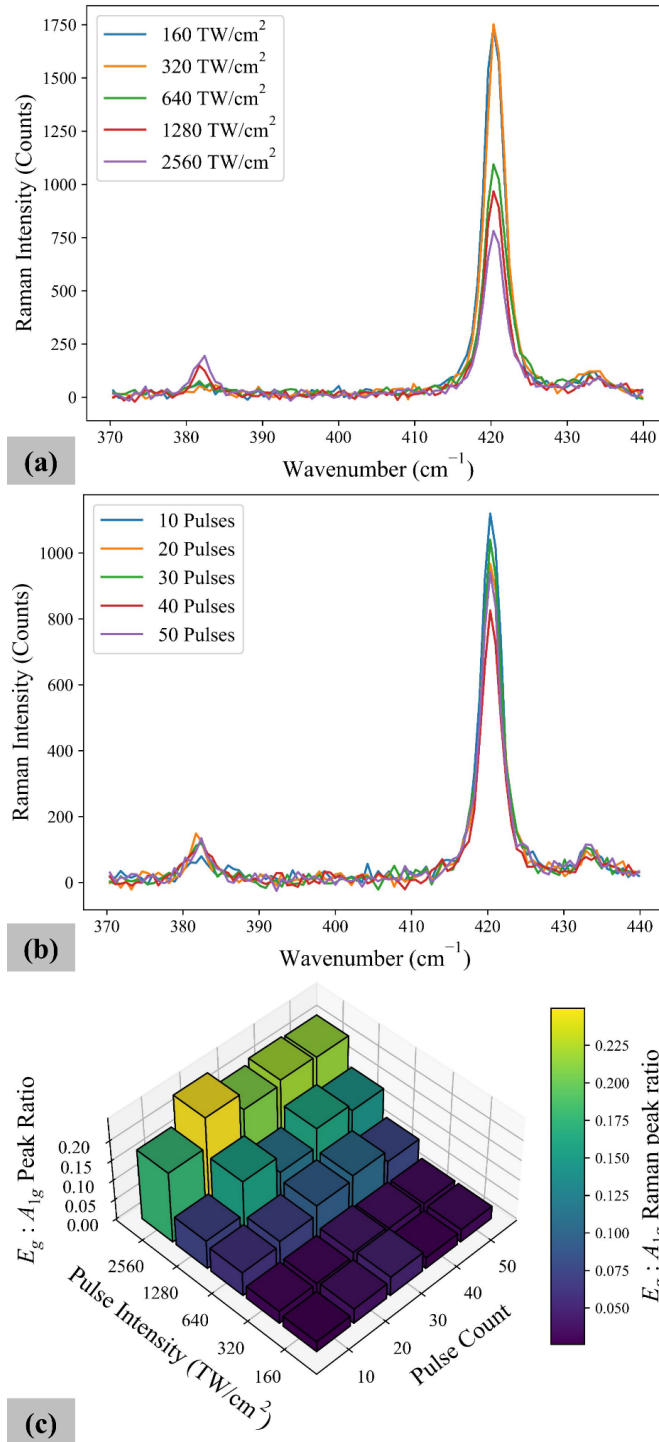 1750
1500
1250
1000
750
500
250
0
Raman Intensity (Counts)
160 TW/cm²
320 TW/cm²
640 TW/cm²
1280 TW/cm²
2560 TW/cm²
370 380 390 400 410 420 430 440
Wavenumber (cm⁻¹)
(a)
1000
800
600
400
200
0
Raman Intensity (Counts)
10 Pulses
20 Pulses
30 Pulses
40 Pulses
50 Pulses
370 380 390 400 410 420 430 440
Wavenumber (cm⁻¹)
(b)
E_g : A_{1g} Peak Ratio
0.20
0.15
0.10
0.05
0.00
2560
1280
640
320
160
Pulse Intensity (TW/cm²)
10
20
30
40
50
Pulse Count
0.225
0.200
0.175
0.150
0.125
0.100
0.075
0.050
E_g : A_{1g} Raman peak ratio
(c)